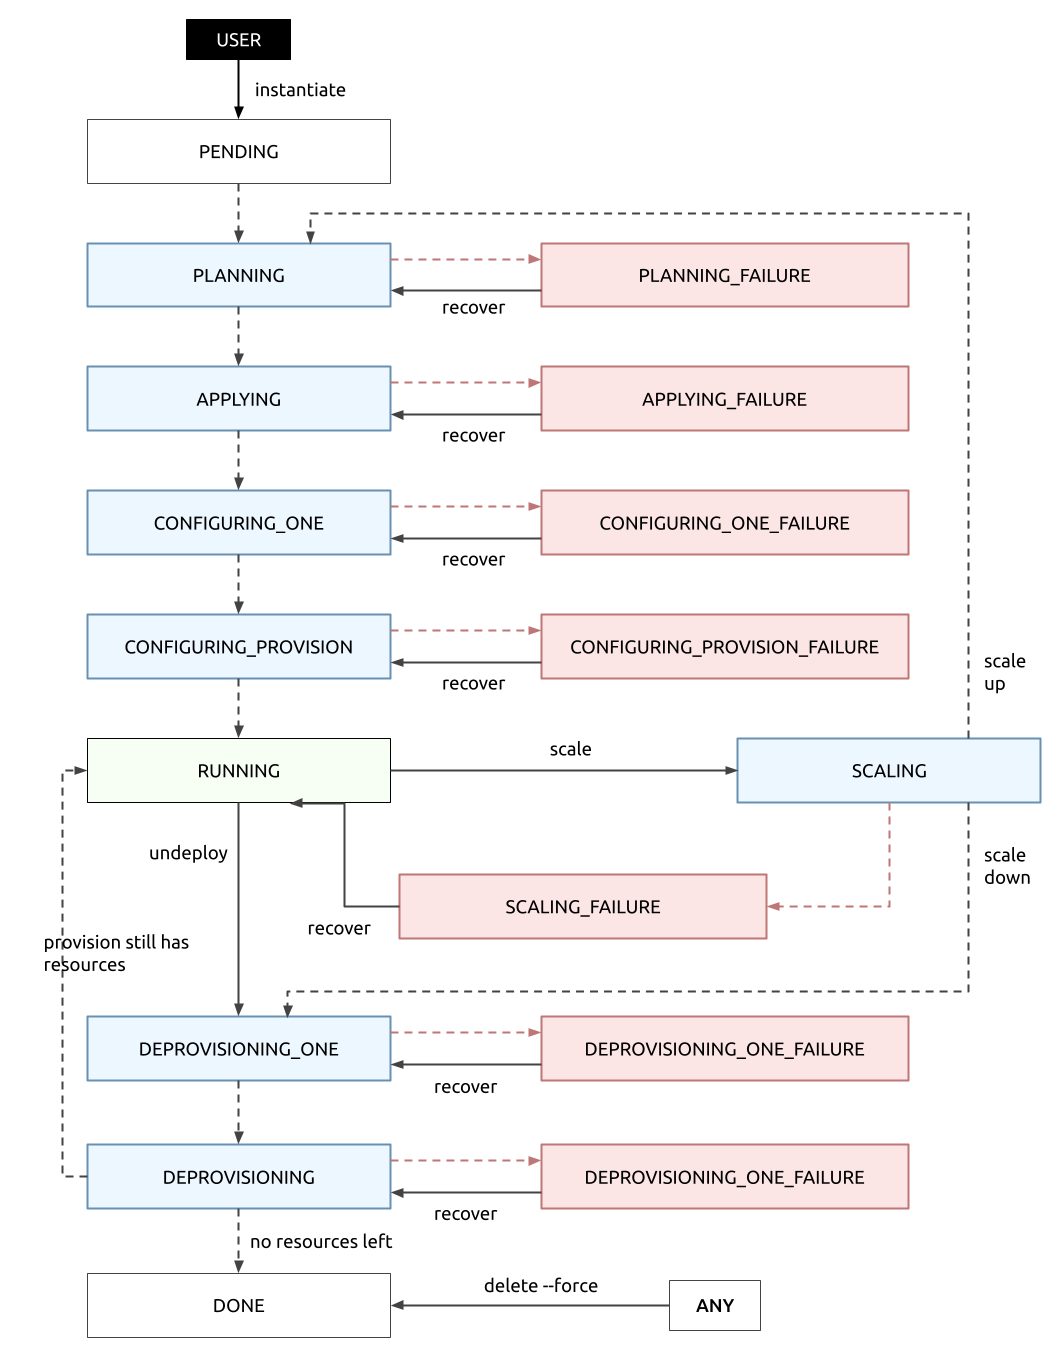 USER
instantiate
PENDING
PLANNING
PLANNING_FAILURE
recover
APPLYING
APPLYING_FAILURE
recover
CONFIGURING_ONE
CONFIGURING_ONE_FAILURE
recover
CONFIGURING_PROVISION
CONFIGURING_PROVISION_FAILURE
recover
scale
up
RUNNING
scale
SCALING
undeploy
scale
down
SCALING_FAILURE
recover
provision still has
resources
DEPROVISIONING_ONE
DEPROVISIONING_ONE_FAILURE
recover
DEPROVISIONING
DEPROVISIONING_ONE_FAILURE
recover
no resources left
DONE
delete --force
ANY